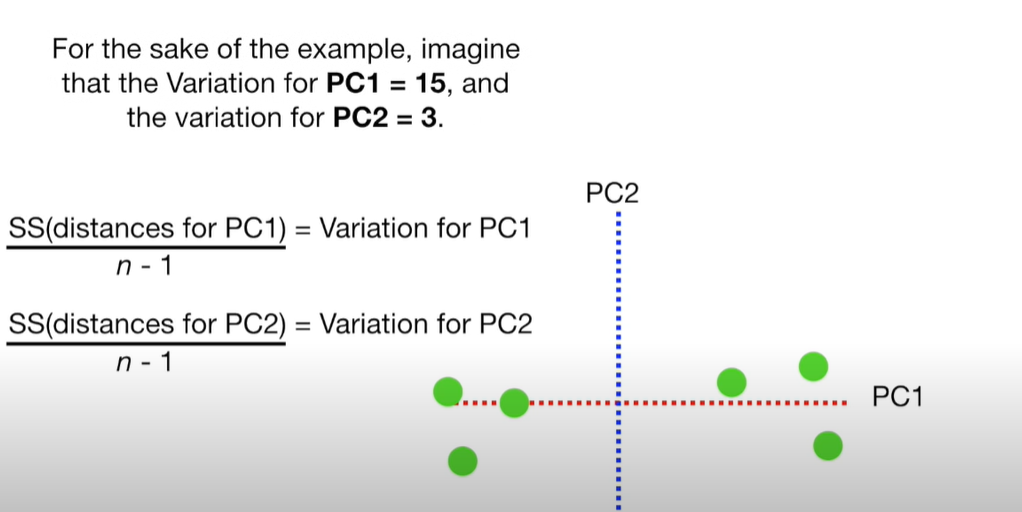 For the sake of the example, imagine
that the Variation for PC1 = 15, and
the variation for PC2 = 3.
PC2
SS(distances for PC1) = Variation for PC1
n - 1
SS(distances for PC2) = Variation for PC2
n - 1
PC1